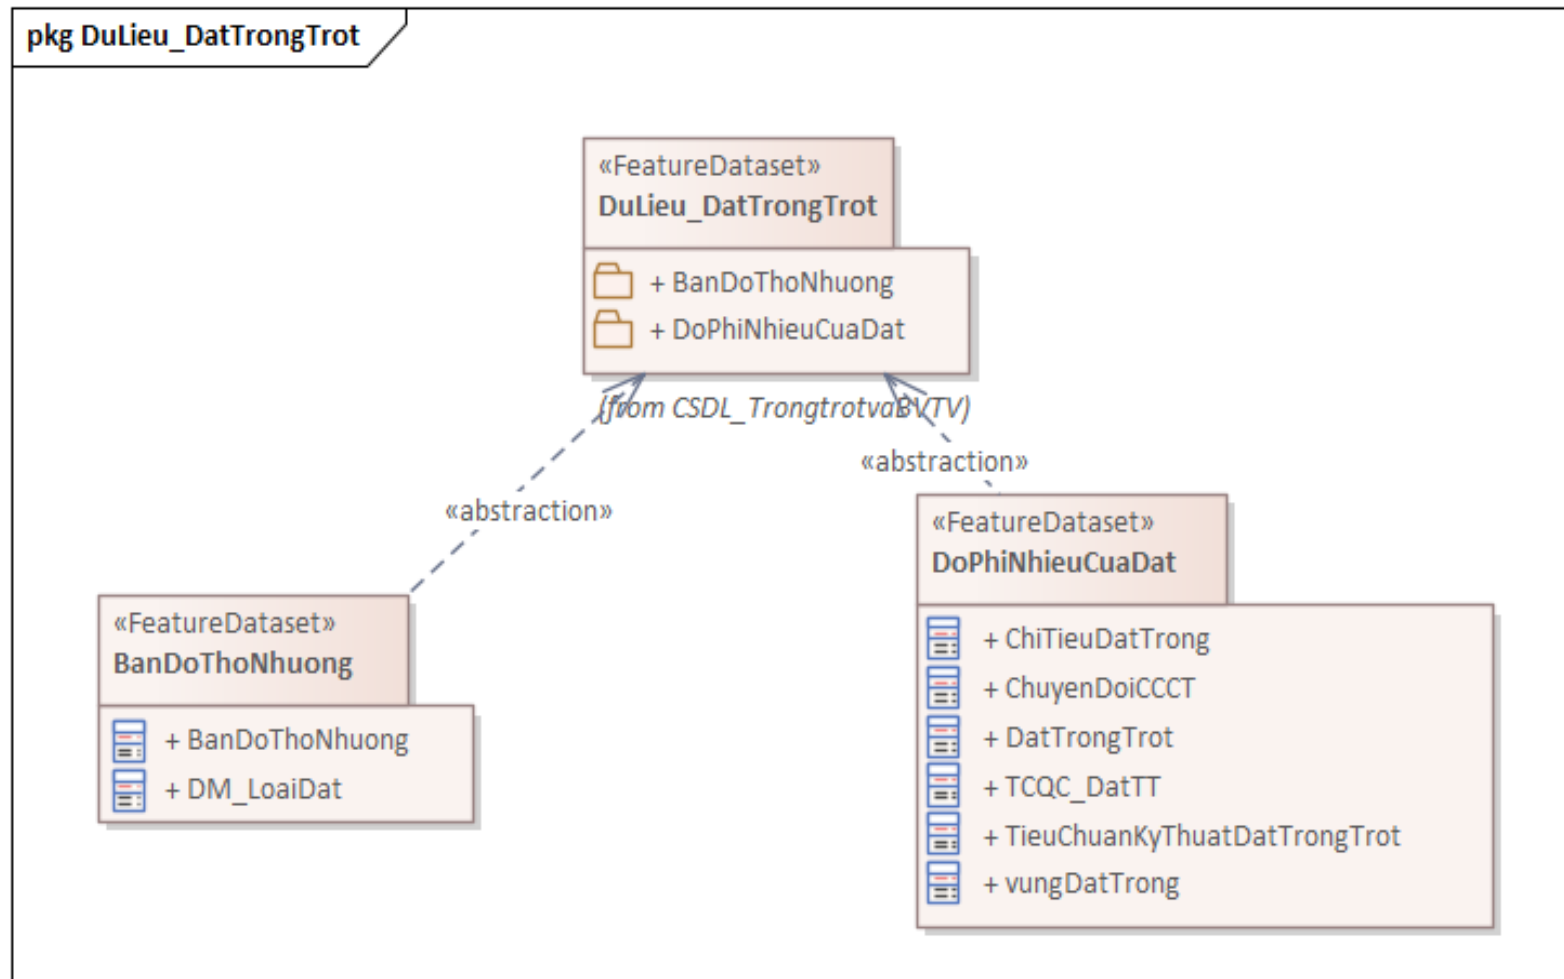 pkg DuLieu_DatTrongTrot
«FeatureDataset»
DuLieu_DatTrongTrot
+ BanDoThoNhuong
+ DoPhiNhieuCuaDat
(from CSDL_TrongtrotvaBVTV)
«abstraction»
«abstraction»
«FeatureDataset»
DoPhiNhieuCuaDat
+ ChiTieuDatTrong
+ ChuyenDoiCCCT
+ DatTrongTrot
+ TCQC_DatTT
+ TieuChuanKyThuatDatTrongTrot
+ vungDatTrong
«FeatureDataset»
BanDoThoNhuong
+ BanDoThoNhuong
+ DM_LoaiDat